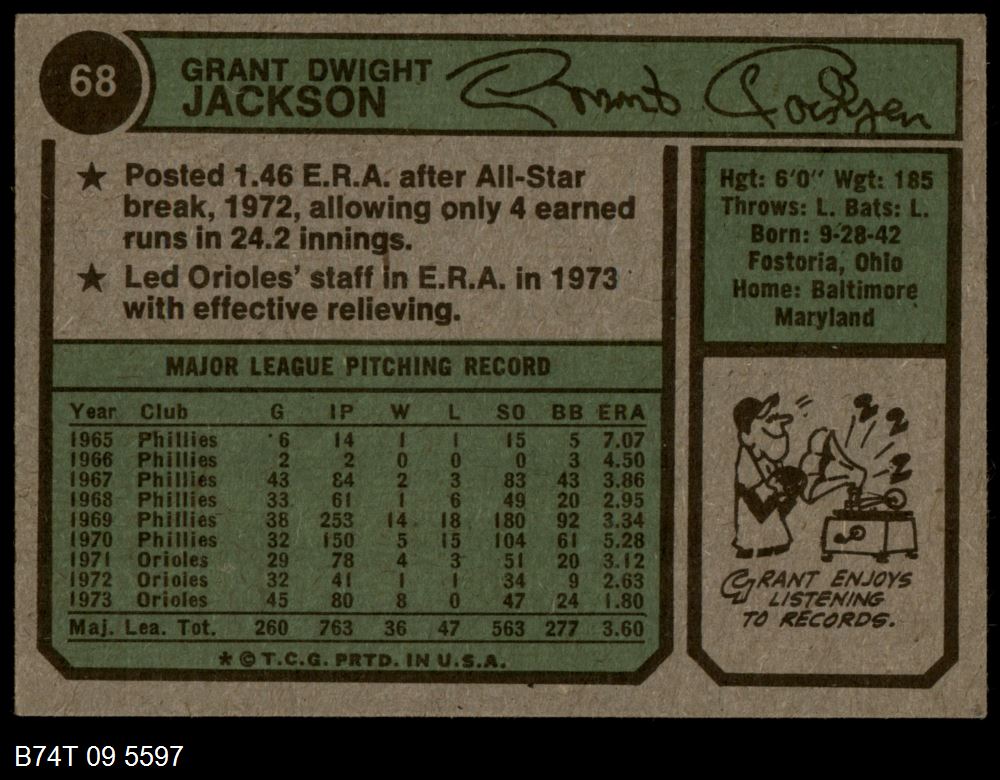 68
GRANT DWIGHT
JACKSON
Grant Jackson
★ Posted 1.46 E.R.A. after All-Star
break, 1972, allowing only 4 earned
runs in 24.2 innings.
★ Led Orioles' staff in E.R.A. in 1973
with effective relieving.
Hgt: 6'0" Wgt: 185
Throws: L. Bats: L.
Born: 9-28-42
Fostoria, Ohio
Home: Baltimore
Maryland
MAJOR LEAGUE PITCHING RECORD
Year Club G IP W L SO BB ERA
1965 Phillies 6 14 1 1 15 5 7.07
1966 Phillies 2 2 0 0 0 3 4.50
1967 Phillies 43 84 2 3 83 43 3.86
1968 Phillies 33 61 1 6 49 20 2.95
1969 Phillies 38 253 14 18 180 92 3.34
1970 Phillies 32 150 5 15 104 61 5.28
1971 Orioles 29 78 4 3 51 20 3.12
1972 Orioles 32 41 1 1 34 9 2.63
1973 Orioles 45 80 8 0 47 24 1.80
Maj. Lea. Tot. 260 763 36 47 563 277 3.60
* © T.C.G. PRTD. IN U.S.A.
Z Z Z
GRANT ENJOYS
LISTENING
TO RECORDS.
B74T 09 5597